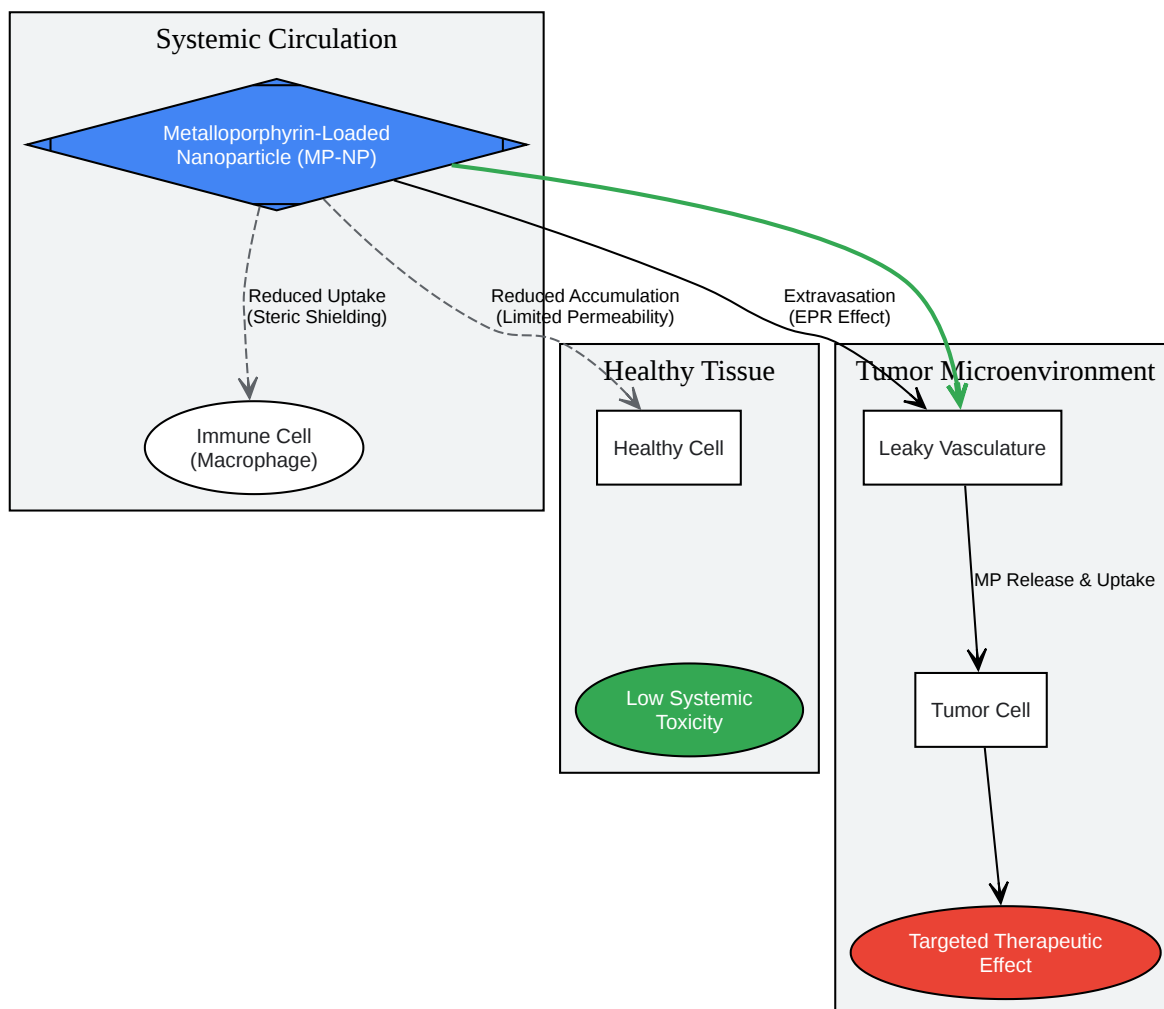 Systemic Circulation
Metalloporphyrin-Loaded
Nanoparticle (MP-NP)
Reduced Uptake
(Steric Shielding)
Reduced Accumulation
(Limited Permeability)
Extravasation
(EPR Effect)
Healthy Tissue
Tumor Microenvironment
Immune Cell
(Macrophage)
Healthy Cell
Leaky Vasculature
MP Release & Uptake
Low Systemic
Toxicity
Tumor Cell
Targeted Therapeutic
Effect